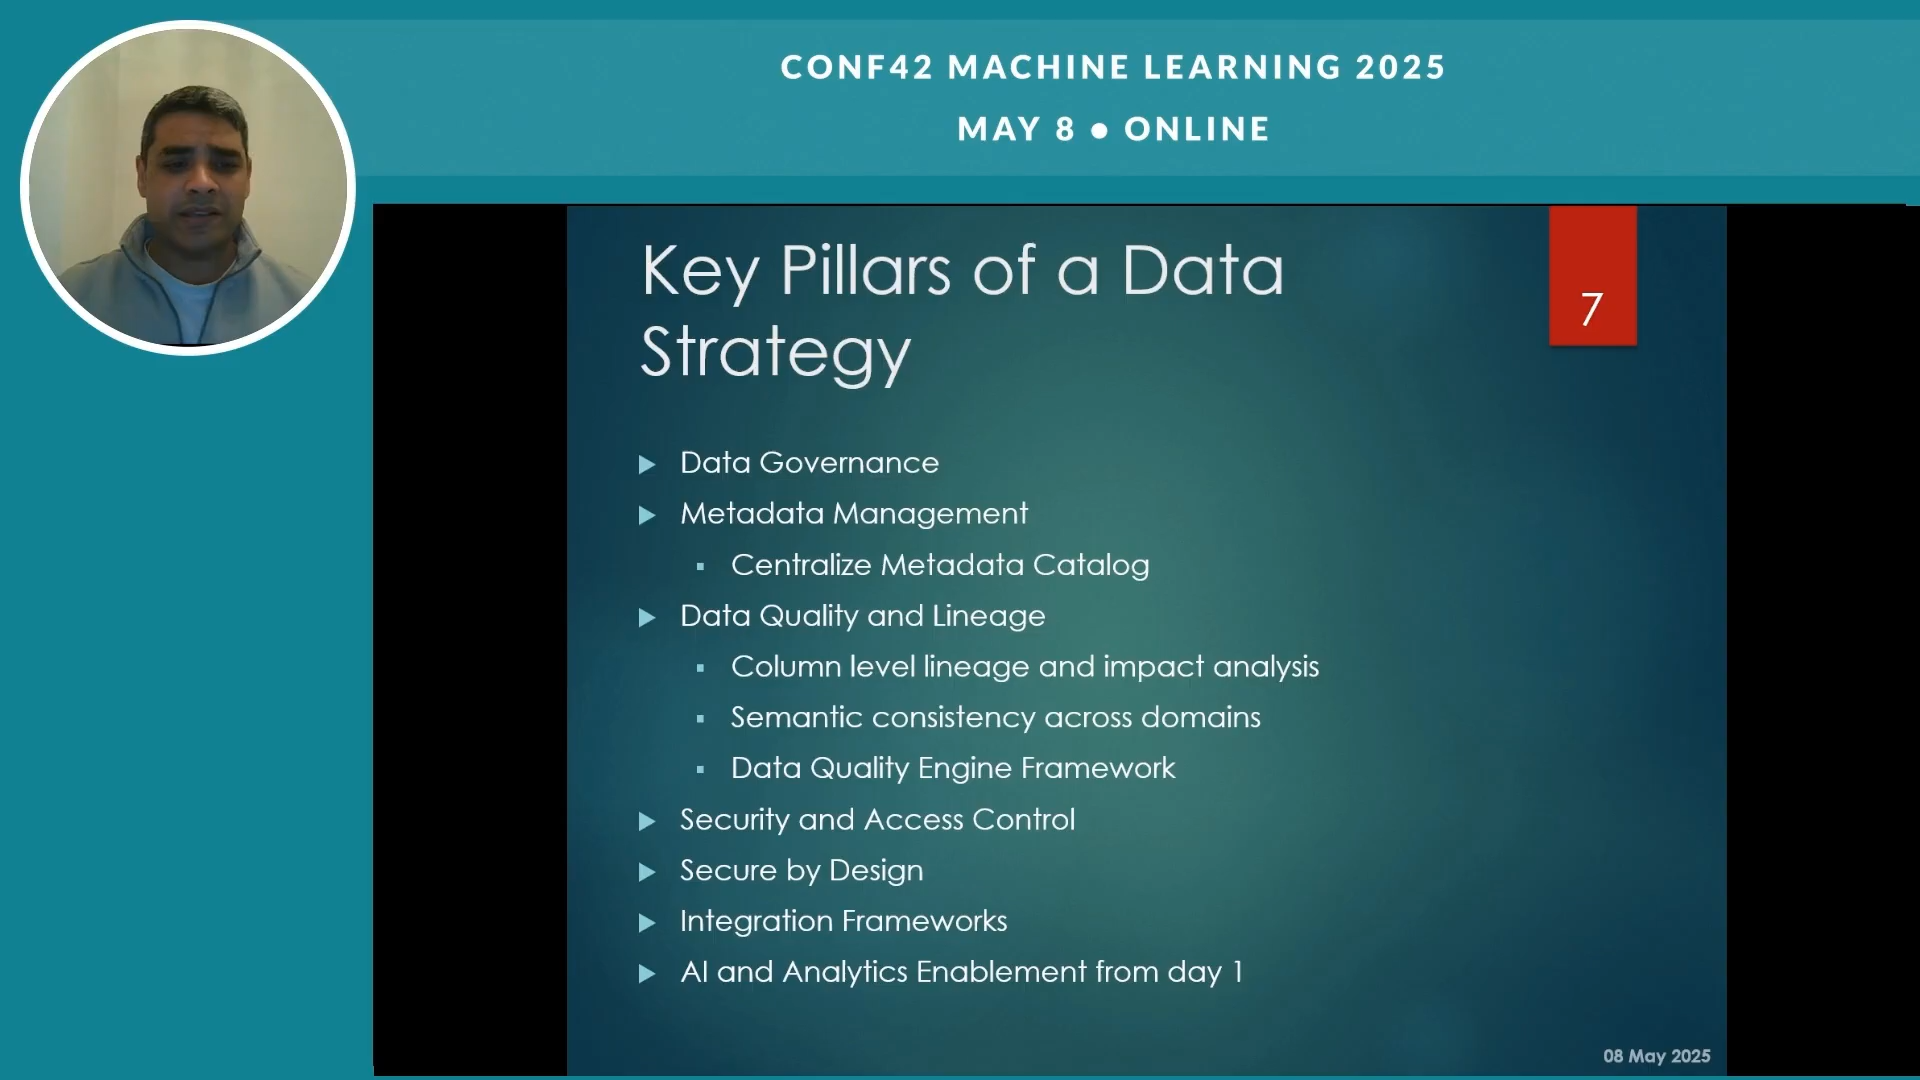 CONF42 MACHINE LEARNING 2025
MAY 8 ● ONLINE
Key Pillars of a Data
Strategy
7
Data Governance
Metadata Management
Centralize Metadata Catalog
Data Quality and Lineage
Column level lineage and impact analysis
Semantic consistency across domains
Data Quality Engine Framework
Security and Access Control
Secure by Design
Integration Frameworks
AI and Analytics Enablement from day 1
08 May 2025